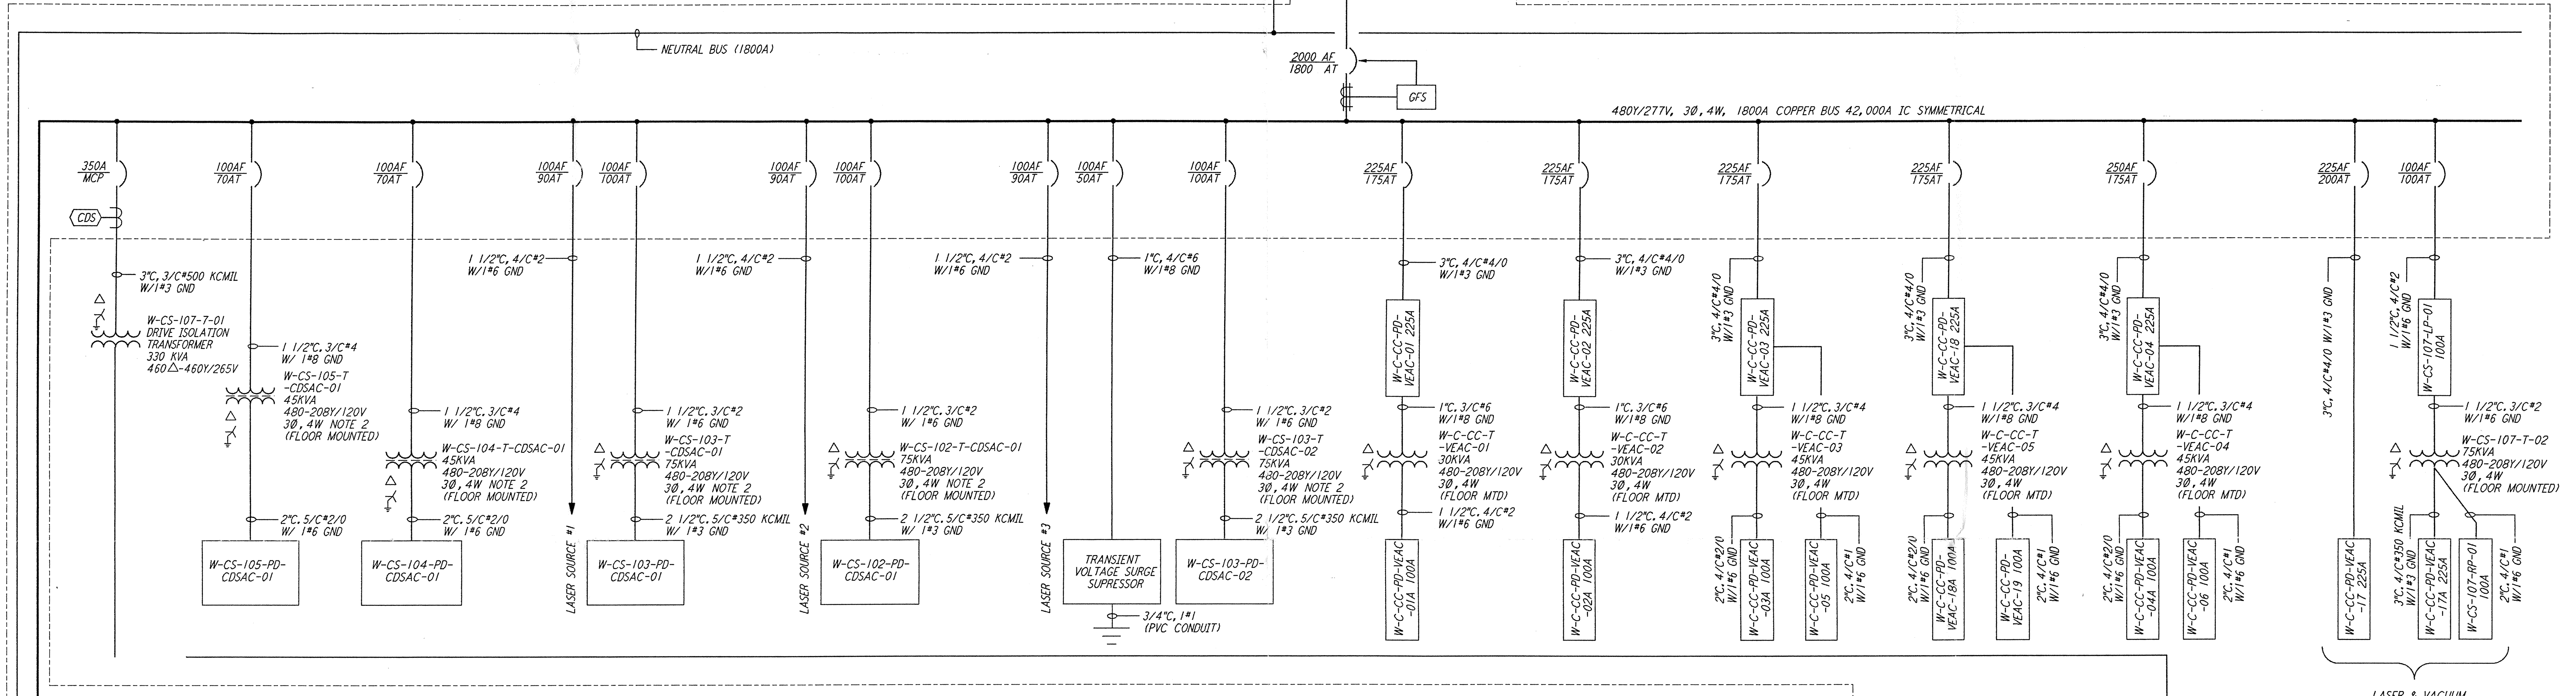 NEUTRAL BUS (1800A)
2000 AF
1800 AT
GFS
480Y/277V, 3Ø, 4W, 1800A COPPER BUS 42,000A IC SYMMETRICAL
350A
MCP
100AF
70AT
100AF
70AT
100AF
90AT
100AF
100AT
100AF
90AT
100AF
100AT
100AF
90AT
100AF
50AT
100AF
100AT
225AF
175AT
225AF
175AT
225AF
175AT
225AF
175AT
250AF
175AT
225AF
200AT
100AF
100AT
CDS
3"C, 3/C#500 KCMIL
W/1#3 GND
W-CS-107-7-01
DRIVE ISOLATION
TRANSFORMER
330 KVA
460△-460Y/265V
1 1/2"C, 3/C#4
W/ 1#8 GND
W-CS-105-T
-CDSAC-01
45KVA
480-208Y/120V
3Ø, 4W NOTE 2
(FLOOR MOUNTED)
2"C, 5/C#2/0
W/ 1#6 GND
W-CS-105-PD-
CDSAC-01
1 1/2"C, 3/C#4
W/ 1#8 GND
W-CS-104-T-CDSAC-01
45KVA
480-208Y/120V
3Ø, 4W NOTE 2
(FLOOR MOUNTED)
2"C, 5/C#2/0
W/ 1#6 GND
W-CS-104-PD-
CDSAC-01
1 1/2"C, 4/C#2
W/1#6 GND
LASER SOURCE #1
1 1/2"C, 3/C#2
W/ 1#6 GND
W-CS-103-T
-CDSAC-01
75KVA
480-208Y/120V
3Ø, 4W NOTE 2
(FLOOR MOUNTED)
2 1/2"C, 5/C#350 KCMIL
W/ 1#3 GND
W-CS-103-PD-
CDSAC-01
1 1/2"C, 4/C#2
W/1#6 GND
LASER SOURCE #2
1 1/2"C, 3/C#2
W/ 1#6 GND
W-CS-102-T-CDSAC-01
75KVA
480-208Y/120V
3Ø, 4W NOTE 2
(FLOOR MOUNTED)
2 1/2"C, 5/C#350 KCMIL
W/ 1#3 GND
W-CS-102-PD-
CDSAC-01
1 1/2"C, 4/C#2
W/1#6 GND
LASER SOURCE #3
1"C, 4/C#6
W/1#8 GND
TRANSIENT
VOLTAGE SURGE
SUPRESSOR
3/4"C, 1#1
(PVC CONDUIT)
1 1/2"C, 3/C#2
W/ 1#6 GND
W-CS-103-T
-CDSAC-02
75KVA
480-208Y/120V
3Ø, 4W NOTE 2
(FLOOR MOUNTED)
2 1/2"C, 5/C#350 KCMIL
W/ 1#3 GND
W-CS-103-PD-
CDSAC-02
3"C, 4/C#4/0
W/1#3 GND
W-C-CC-PD-
VEAC-01 225A
1"C, 3/C#6
W/1#8 GND
W-C-CC-T
-VEAC-01
30KVA
480-208Y/120V
3Ø, 4W
(FLOOR MTD)
1 1/2"C, 4/C#2
W/1#6 GND
W-C-CC-PD-VEAC
-01A 100A
3"C, 4/C#4/0
W/1#3 GND
W-C-CC-PD-
VEAC-02 225A
1"C, 3/C#6
W/1#8 GND
W-C-CC-T
-VEAC-02
30KVA
480-208Y/120V
3Ø, 4W
(FLOOR MTD)
1 1/2"C, 4/C#2
W/1#6 GND
W-C-CC-PD-VEAC
-02A 100A
3"C, 4/C#4/0
W/1#3 GND
W-C-CC-PD-
VEAC-03 225A
1 1/2"C, 3/C#4
W/1#8 GND
W-C-CC-T
-VEAC-03
45KVA
480-208Y/120V
3Ø, 4W
(FLOOR MTD)
2"C, 4/C#2/0
W/1#6 GND
W-C-CC-PD-VEAC
-03A 100A
W-C-CC-PD-VEAC
-05 100A
2"C, 4/C#1
W/1#6 GND
3"C, 4/C#4/0
W/1#3 GND
W-C-CC-PD-
VEAC-18 225A
1 1/2"C, 3/C#4
W/1#8 GND
W-C-CC-T
-VEAC-05
45KVA
480-208Y/120V
3Ø, 4W
(FLOOR MTD)
2"C, 4/C#2/0
W/1#6 GND
W-C-CC-PD-
VEAC-18A 100A
W-C-CC-PD-
VEAC-19 100A
2"C, 4/C#1
W/1#6 GND
3"C, 4/C#4/0
W/1#3 GND
W-C-CC-PD-
VEAC-04 225A
1 1/2"C, 3/C#4
W/1#8 GND
W-C-CC-T
-VEAC-04
45KVA
480-208Y/120V
3Ø, 4W
(FLOOR MTD)
2"C, 4/C#2/0
W/1#6 GND
W-C-CC-PD-VEAC
-04A 100A
W-C-CC-PD-VEAC
-06 100A
2"C, 4/C#1
W/1#6 GND
3"C, 4/C#4/0 W/1#3 GND
W-C-CC-PD-VEAC
-17 225A
1 1/2"C, 4/C#2
W/1#6 GND
W-CS-107-LP-01
100A
1 1/2"C, 3/C#2
W/1#6 GND
W-CS-107-T-02
75KVA
480-208Y/120V
3Ø, 4W
(FLOOR MOUNTED)
3"C, 4/C#350 KCMIL
W/1#3 GND
W-C-CC-PD-VEAC
-17A 225A
W-CS-107-RP-01
100A
2"C, 4/C#1
W/1#6 GND
LASER & VACUUM